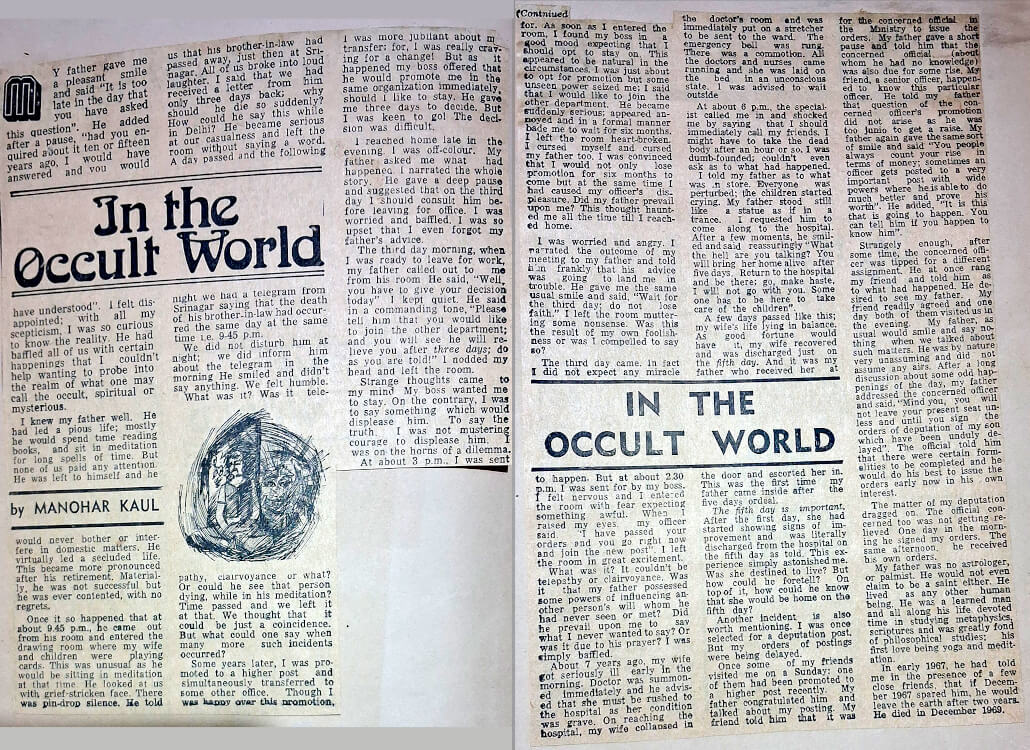 MY father gave me
a pleasant smile
and said "It is too
late in the day that
you have asked
this question". He added
after a pause, "had you en-
quired about it ten or fifteen
years ago, I would have
answered and you would
us that his brother-in-law had
passed away, just then at Sri-
nagar. All of us broke into loud
laughter. I said that we had
received a letter from him
only three days back; why
should he die so suddenly?
How could he say this while
in Delhi? He became serious
at our casualness and left the
room without saying a word.
A day passed and the following
In the
Occult World
have understood". I felt dis-
appointed; with all my
scepticism, I was so curious
to know the reality. He had
baffled all of us with certain
happenings that I couldn't
help wanting to probe into
the realm of what one may
call the occult, spiritual or
mysterious.
I knew my father well. He
had led a pious life; mostly
he would spend time reading
books, and sit in meditation
for long spells of time. But
none of us paid any attention.
He was left to himself and he
by MANOHAR KAUL
would never bother or inter-
fere in domestic matters. He
virtually led a secluded life.
This became more pronounced
after his retirement. Material-
ly, he was not successful but
he was ever contented, with no
regrets.
Once it so happened that at
about 9.45 p.m., he came out
from his room and entered the
drawing room where my wife
and children were playing
cards. This was unusual as he
would be sitting in meditation
at that time. He looked at us
with grief-stricken face. There
was pin-drop silence. He told
night we had a telegram from
Srinagar saying that the death
of his brother-in-law had occur-
red the same day at the same
time i.e. 9-45 p.m.
We did not disturb him at
night; we did inform him
about the telegram in the
morning He smiled and didn't
say anything. We felt humble.
What was it? Was it tele-
pathy, clairvoyance or what?
Or could he see that person
dying, while in his meditation?
Time passed and we left it
at that. We thought that it
could be just a coincidence.
But what could one say when
many more such incidents
occurred?
Some years later, I was pro-
moted to a higher post and
simultaneously transferred to
some other office. Though I
was happy over this promotion,
I was more jubilant about
transfer: for, I was really crav-
ing for a change! But as it
happened my boss offered that
he would promote me in the
same organization immediately,
should I like to stay. He gave
me three days to decide. But
I was keen to go! The deci-
sion was difficult.
I reached home late in the
evening. I was off-colour. My
father asked me what had
happened. I narrated the whole
story. He gave a deep pause
and suggested that on the third
day I should consult him be-
fore leaving for office. I was
worried and baffled. I was so
upset that I even forgot my
father's advice.
The third day morning, when
I was ready to leave for work,
my father called out to me
from his room He said, "Well,
you have to give your decision
today" I kept quiet. He said
in a commanding tone, "Please
tell him that you would like
to join the other department;
and you will see he will re-
lieve you after three days; do
as you are told!" I nodded my
head and left the room.
Strange thoughts came to
my mind My boss wanted me
to stay. On the contrary, I was
to say something which would
displease him. To say the
truth I was not mustering
courage to displease him. I
was on the horns of a dilemma.
At about 3 p.m., I was sent
(Contniued
for. As soon as I entered the
room, I found my boss in a
good mood expecting that I
should opt to stay on. This
appeared to be natural in the
circumstances. I was just about
to opt for promotion but some
unseen power seized me; I said
that I would like to join the
other department. He became
suddenly serious; appeared an-
noyed and in a formal manner
bade me to wait for six months.
I left the room heart-broken.
I cursed myself and cursed
my father too, I was convinced
that I would not only lose
promotion for six months to
come but at the same time I
had caused my officer's dis-
pleasure. Did my father prevail
upon me? This thought haunt-
ed me all the time till I reach-
ed home.
I was worried and angry. I
narrated the outcome of my
meeting to my father and told
him frankly that his advice
was going to land me in
trouble. He gave me the same
usual smile and said, "Wait for
the third day; do not lose
faith." I left the room mutter-
ing some nonsense. Was this
the result of my own foolish-
ness or was I compelled to say
so?
The third day came. In fact
I did not expect any miracle
the doctor's room and was
immediately put on a stretcher
to be sent to the ward. The
emergency bell was rung.
There was a commotion. All
the doctors and nurses came
running and she was laid on
the bed in an unconscious
state. I was advised to wait
outside
At about 6 p.m., the special-
ist called me in and shocked
me by saying that I should
immediately call my friends. I
might have to take the dead
body after an hour or so. I was
dumb-founded; couldn't even
ask as to what had happened.
I told my father as to what
was in store. Everyone was
perturbed; the children started
crying. My father stood still
like a statue as if in a
trance. I requested him to
come along to the hospital.
After a few moments, he smil-
ed and said reassuringly "What
the hell are you talking? You
will bring her home alive after
five days. Return to the hospital
and be there; go, make haste,
I will not go with you. Some
one has to be here to take
care of the children".
A few days passed like this;
my wife's life lying in balance.
As good fortune would
have it, my wife recovered
and was discharged just on
the fifth day. And it was my
father who received her at
IN THE
OCCULT WORLD
to happen. But at about 2.30
p.m. I was sent for by my boss.
I felt nervous and I entered
the room with fear expecting
something awful. When I
raised my eyes, my officer
said. "I have passed your
orders and you go right now
and join the new post". I left
the room in great excitement.
What was it? It couldn't be
telepathy or clairvoyance. Was
it that my father possessed
some powers of influencing an-
other person's will whom he
had never seen or met? Did
he prevail upon me to say
what I never wanted to say? Or
was it due to his prayer? I was
simply baffled.
About 7 years ago, my wife
got seriously ill early in the
morning. Doctor was summon-
ed immediately and he advis-
ed that she must be rushed to
the hospital as her condition
was grave. On reaching the
hospital, my wife collapsed in
the door and escorted her in.
This was the first time my
father came inside after the
five days ordeal.
The fifth day is important.
After the first day, she had
started showing signs of im-
provement and was literally
discharged from the hospital on
the fifth day as told. This ex-
perience simply astonished me.
Was she destined to live? But
how could he foretell? On
top of it, how could he know
that she would be home on the
fifth day?
Another incident is also
worth mentioning. I was once
selected for a deputation post.
But my orders of postings
were being delayed.
Once some of my friends
visited me on a Sunday; one
of them had been promoted to
a higher post recently. My
father congratulated him and
talked about my posting. My
friend told him that it was
for the concerned official in
the Ministry to issue the
orders. My father gave a short
pause and told him that the
concerned official (about
whom he had no knowledge)
was also due for some rise. My
friend, a senior officer, happen-
ed to know this particular
officer. He told my father
that question of the con-
cerned officer's promotion
did not arise as he was
too junio to get a raise. My
father again gave the same sort
of smile and said "You people
always count your rise in
terms of money; sometimes an
officer gets posted to a very
important post with wide
powers where he is able to do
much better and prove his
worth". He added, "It is this
that is going to happen. You
can tell him if you happen to
know him".
Strangely enough, after
some time, the concerned offi-
cer was tipped for a different
assignment. He at once rang
my friend and told him as
to what had happened. He de-
sired to see my father. My
friend readily agreed and one
day both of them visited us in
the evening. My father, as
usual would smile and say no-
thing when we talked about
such matters. He was by nature
very unassuming and did not
assume any airs. After a long
discussion about some odd hap-
penings of the day, my father
addressed the concerned officer
and said, "Mind you, you will
not leave your present seat un-
less and until you sign the
orders of deputation of my son
which have been unduly de-
layed". The official told him
that there were certain form-
alities to be completed and he
would do his best to issue the
orders early now in his own
interest.
The matter of my deputation
dragged on. The official con-
cerned too was not getting re-
lieved One day in the morn-
ing he signed my orders. The
same afternoon, he received
his own orders.
My father was no astrologer,
or palmist. He would not even
claim to be a saint either. He
lived as any other human
being. He was a learned man
and all along his life devoted
time in studying metaphysics,
scriptures and was greatly fond
of philosophical studies; his
first love being yoga and medit-
ation.
In early 1967, he had told
me in the presence of a few
close friends, that if Decem-
ber 1967 spared him, he would
leave the earth after two years.
He died in December 1969.